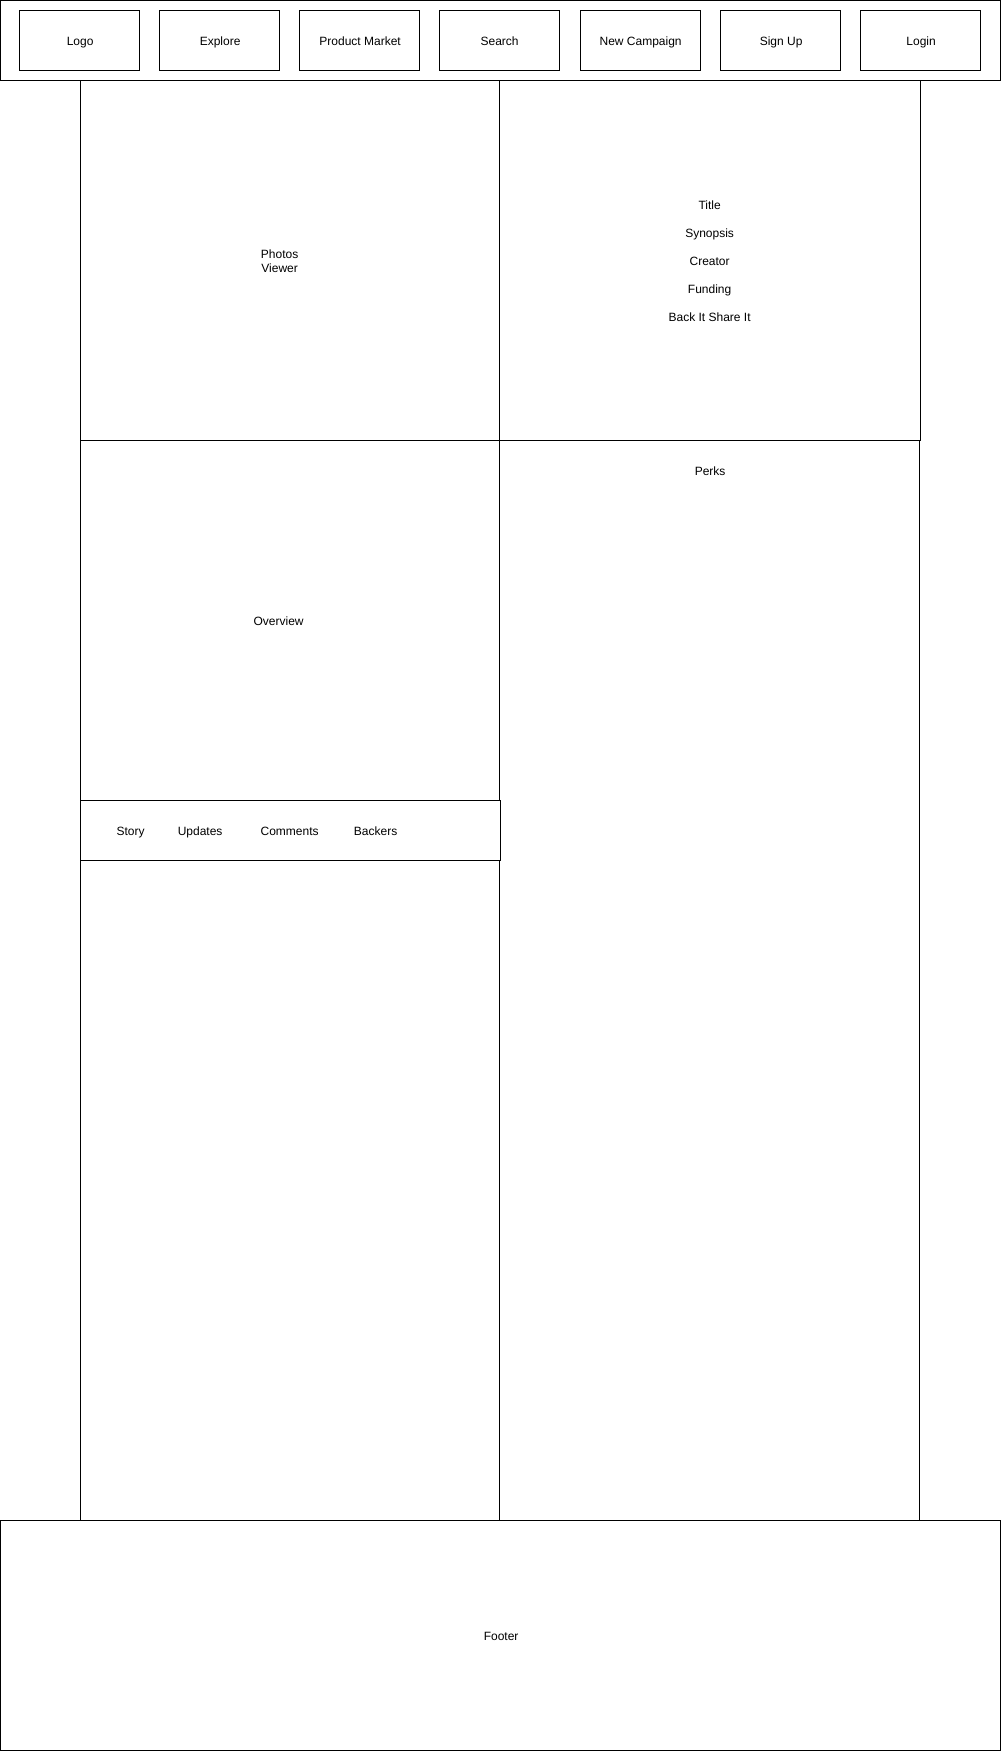 Logo
Explore
Product Market
Search
New Campaign
Sign Up
Login
Photos
Viewer
Title
Synopsis
Creator
Funding
Back It Share It
Overview
Perks
Story
Updates
Comments
Backers
Footer